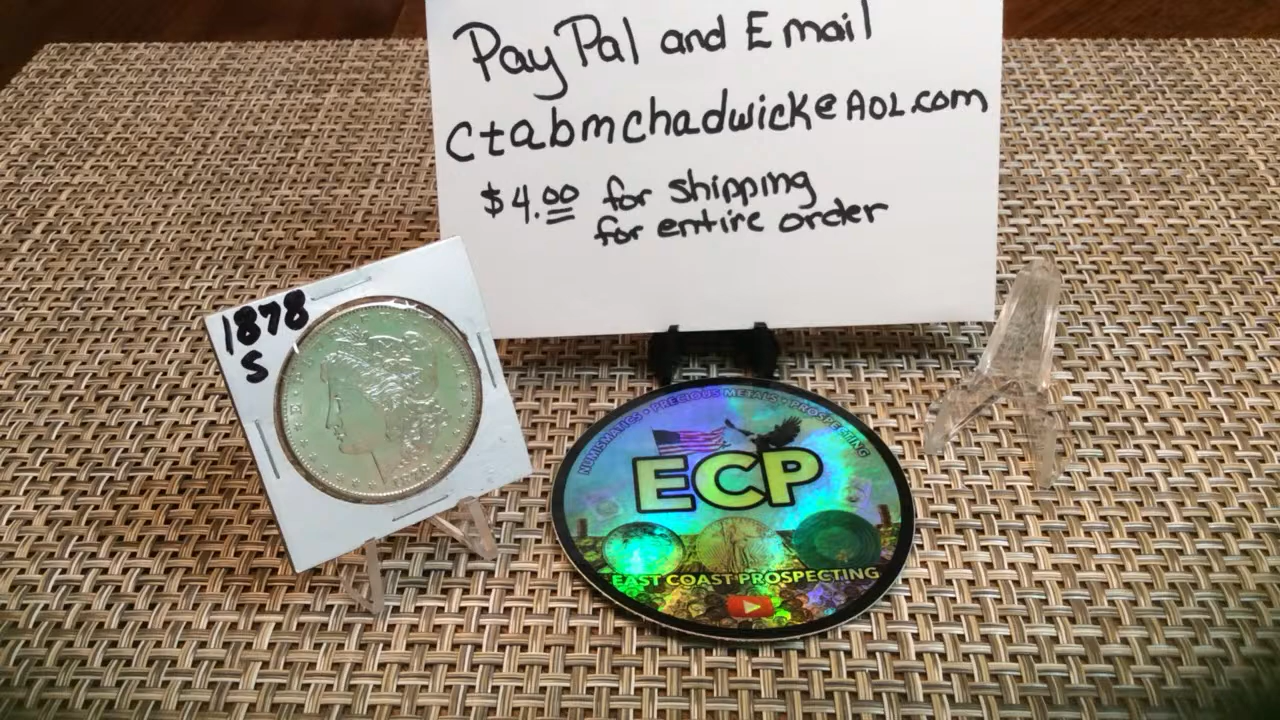 PayPal and Email
ctabmchadwick@AOL.com
$4.00 for shipping
for entire order
1878
S
NUMISMATICS • PRECIOUS METALS • PROSPECTING
ECP
EAST COAST PROSPECTING